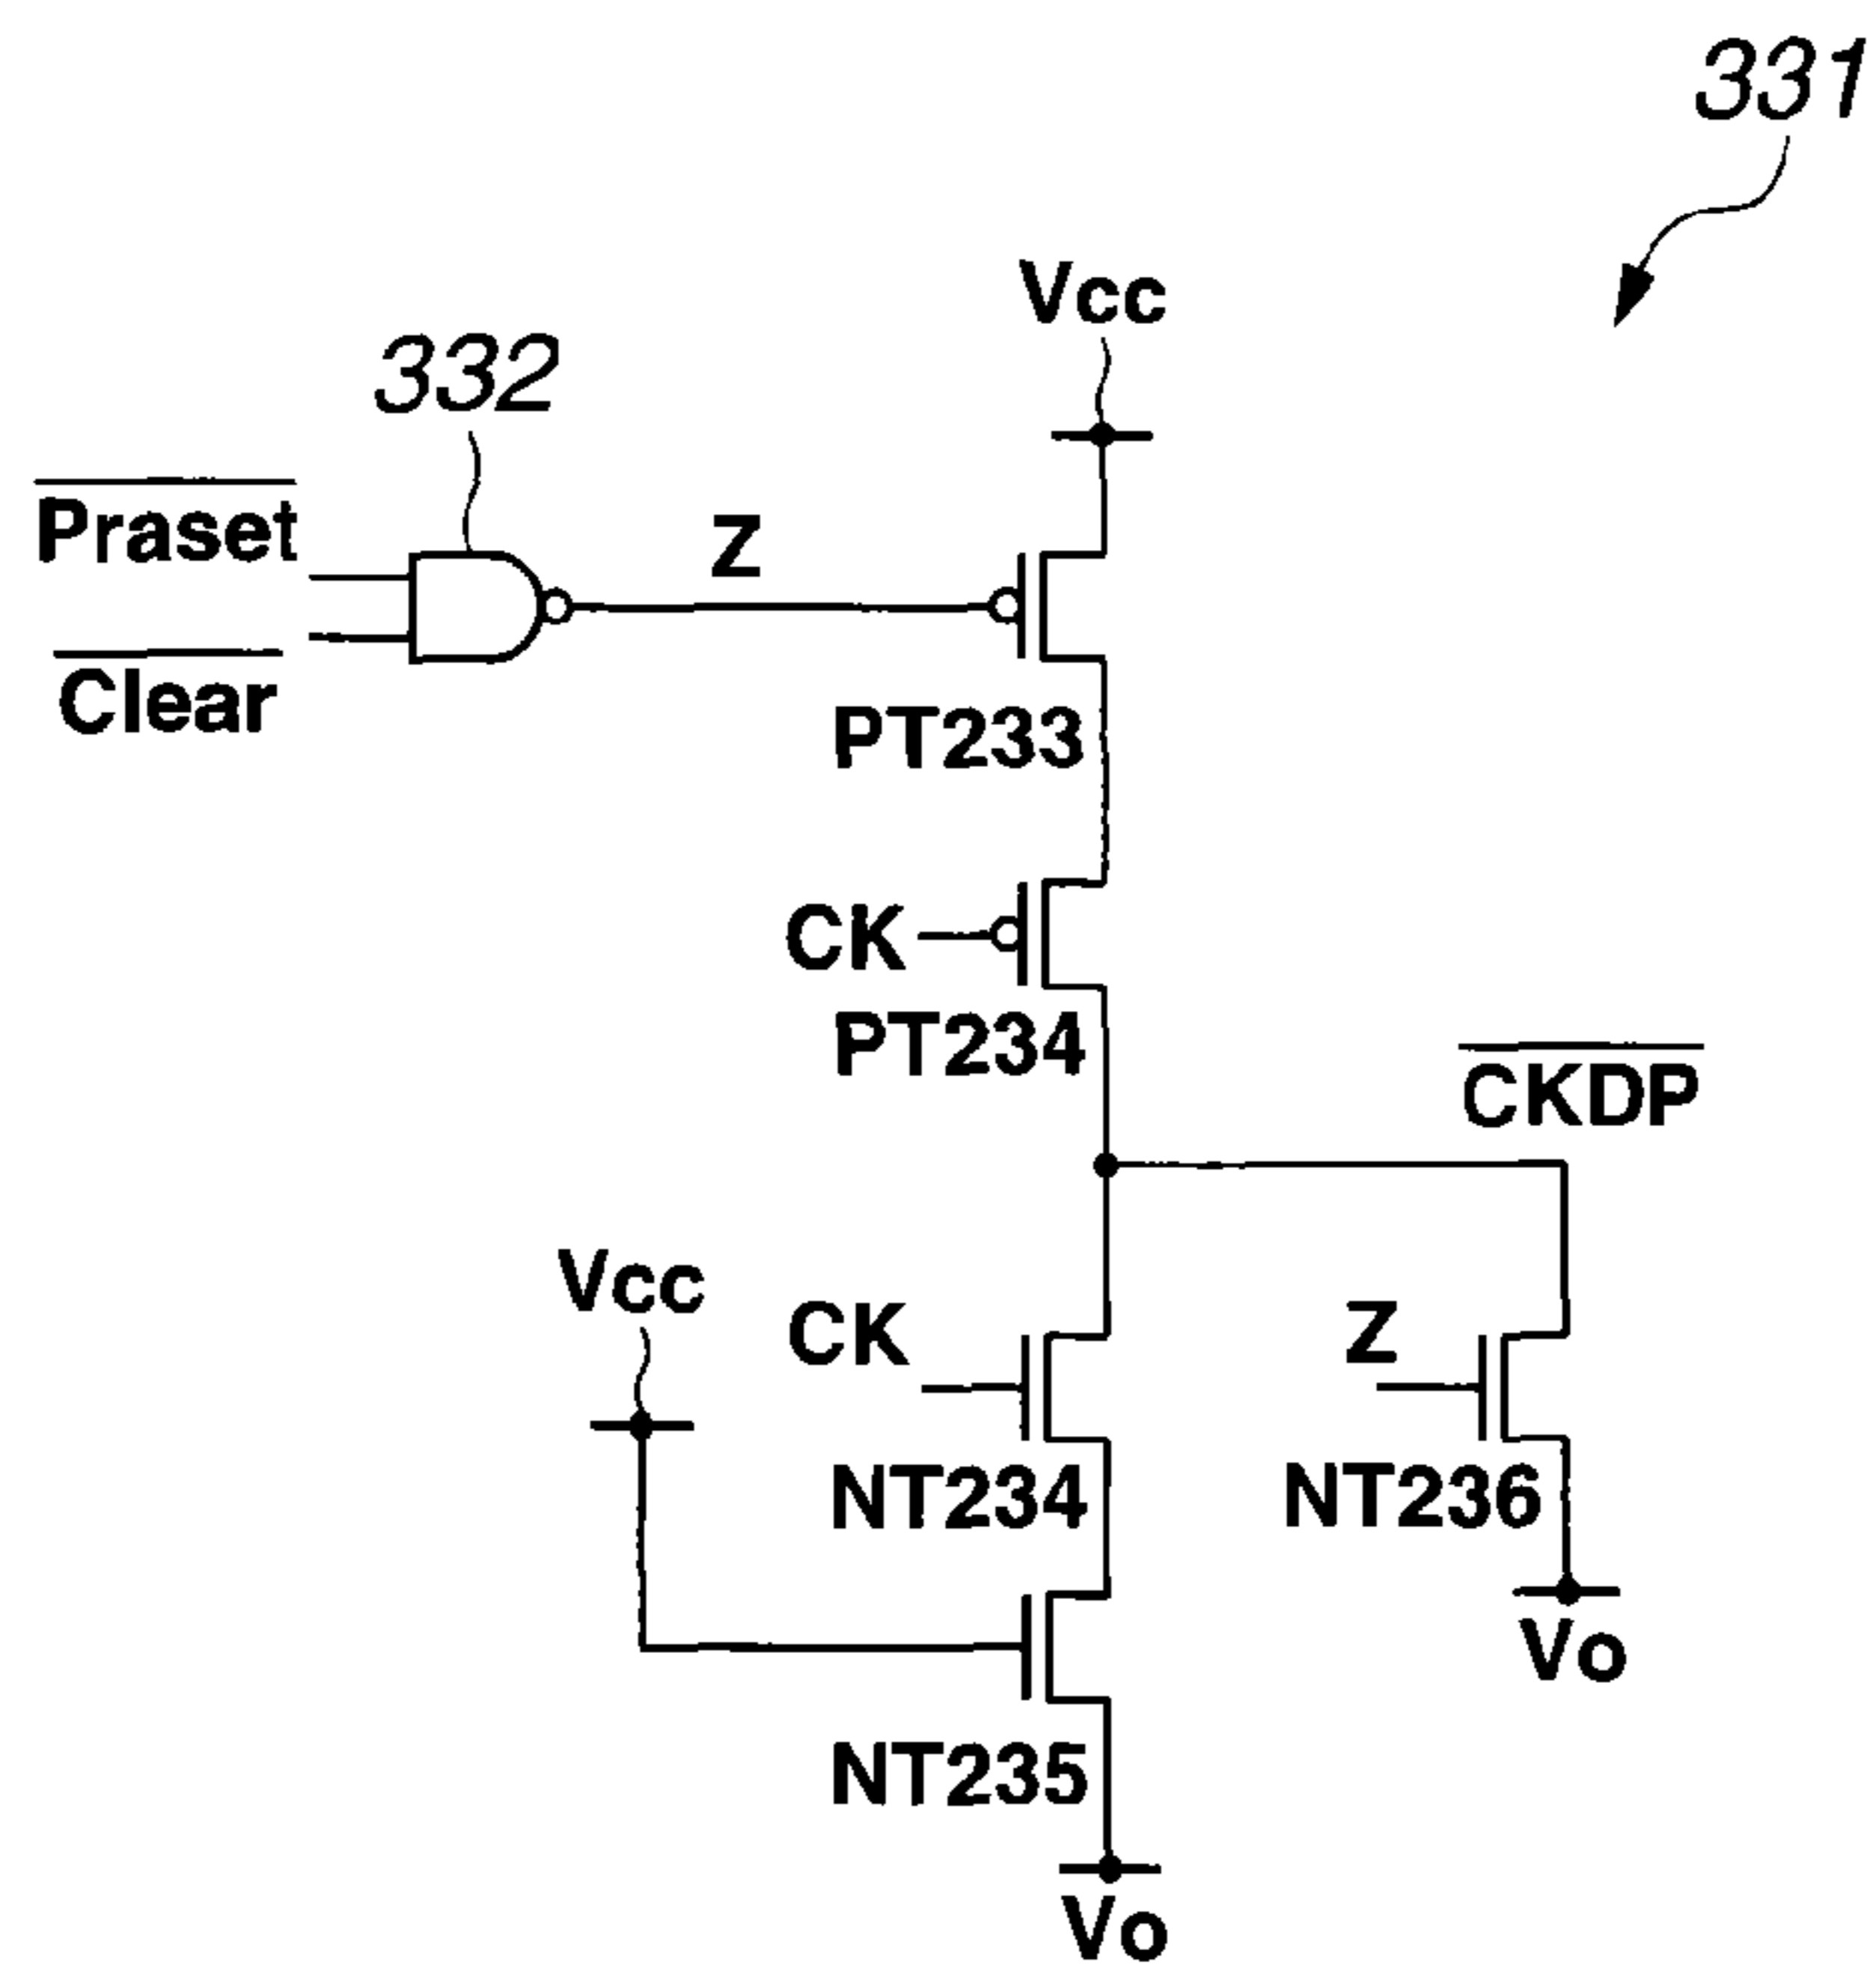 331
Vcc
332
Praset
Z
Clear
PT233
CK
PT234
CKDP
Vcc
CK
Z
NT234
NT236
Vo
NT235
Vo